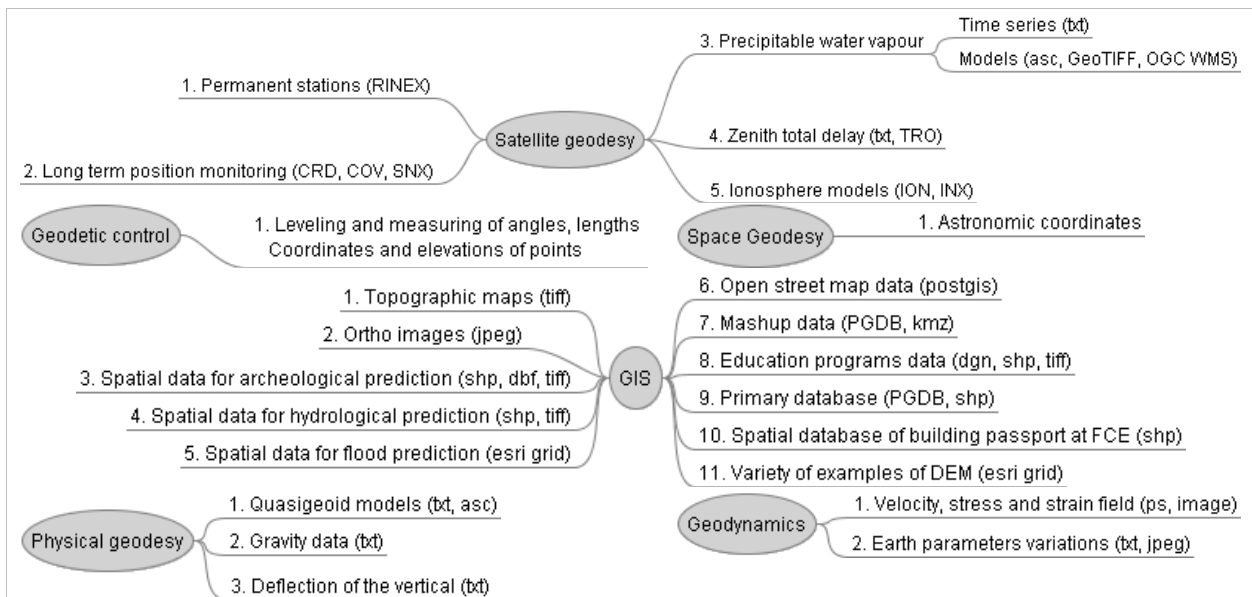 Time series (txt)
3. Precipitable water vapour
Models (asc, GeoTIFF, OGC WMS)
1. Permanent stations (RINEX)
Satellite geodesy
4. Zenith total delay (txt, TRO)
2. Long term position monitoring (CRD, COV, SNX)
5. Ionosphere models (ION, INX)
Geodetic control
1. Leveling and measuring of angles, lengths
Coordinates and elevations of points
Space Geodesy
1. Astronomic coordinates
1. Topographic maps (tiff)
2. Ortho images (jpeg)
3. Spatial data for archeological prediction (shp, dbf, tiff)
4. Spatial data for hydrological prediction (shp, tiff)
5. Spatial data for flood prediction (esri grid)
GIS
6. Open street map data (postgis)
7. Mashup data (PGDB, kmz)
8. Education programs data (dgn, shp, tiff)
9. Primary database (PGDB, shp)
10. Spatial database of building passport at FCE (shp)
11. Variety of examples of DEM (esri grid)
Physical geodesy
1. Quasigeoid models (txt, asc)
2. Gravity data (txt)
3. Deflection of the vertical (txt)
Geodynamics
1. Velocity, stress and strain field (ps, image)
2. Earth parameters variations (txt, jpeg)